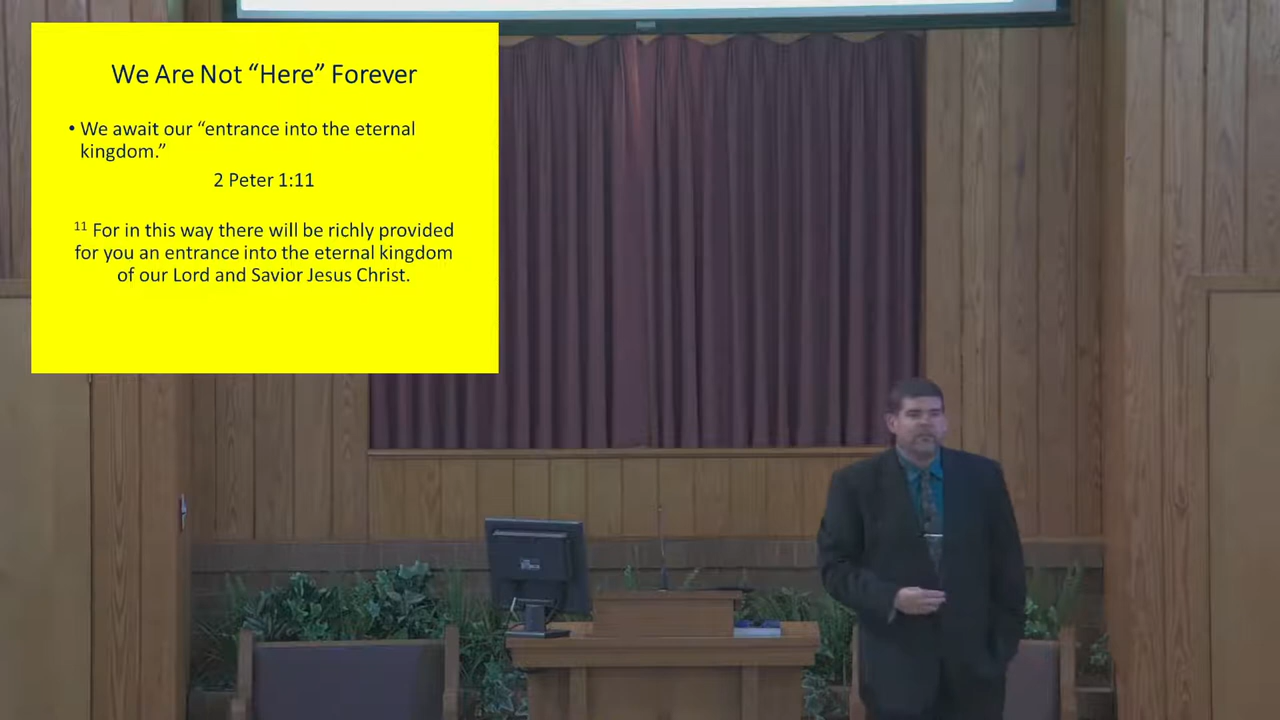 We Are Not “Here” Forever
• We await our “entrance into the eternal
kingdom.”
2 Peter 1:11
11 For in this way there will be richly provided
for you an entrance into the eternal kingdom
of our Lord and Savior Jesus Christ.